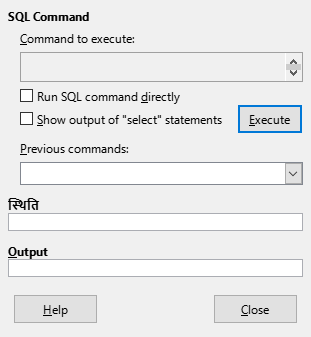 SQL Command
Command to execute:
Run SQL command directly
Show output of "select" statements
Execute
Previous commands:
स्थिति
Output
Help
Close